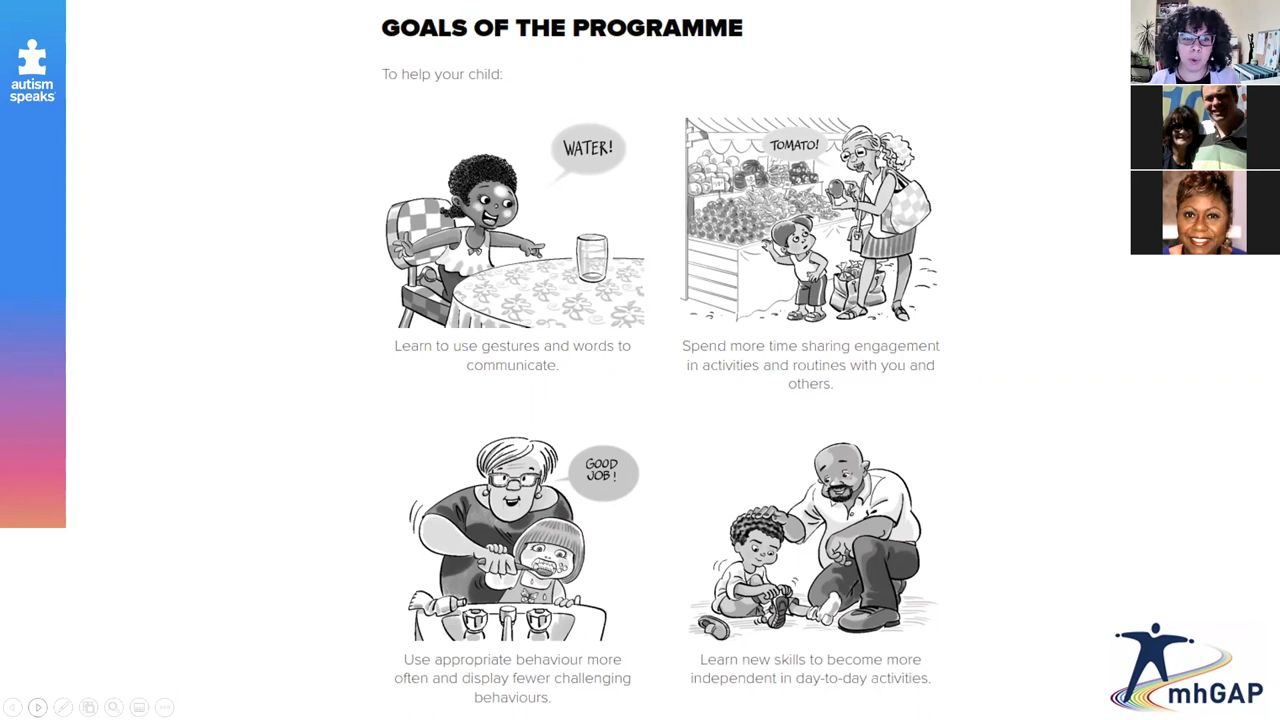 GOALS OF THE PROGRAMME
To help your child:
autism
speaks
WATER!
TOMATO!
Learn to use gestures and words to
communicate.
Spend more time sharing engagement
in activities and routines with you and
others.
GOOD
JOB!
Use appropriate behaviour more
often and display fewer challenging
behaviours.
Learn new skills to become more
independent in day-to-day activities.
mhGAP